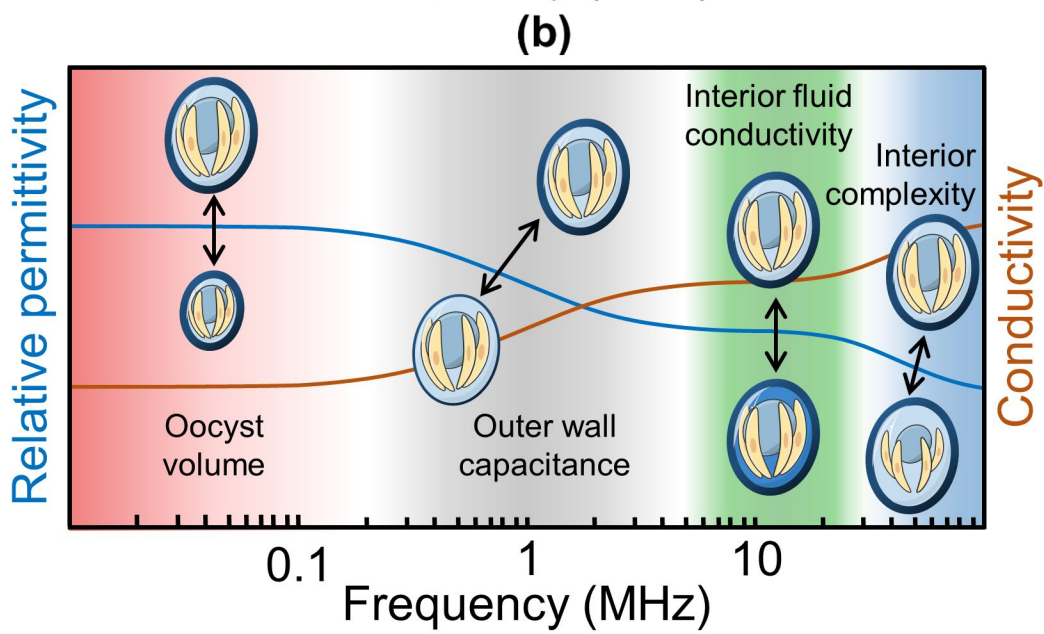 (b)
Relative permittivity
Interior fluid
conductivity
Interior
complexity
Oocyst
volume
Outer wall
capacitance
Conductivity
0.1
1
10
Frequency (MHz)